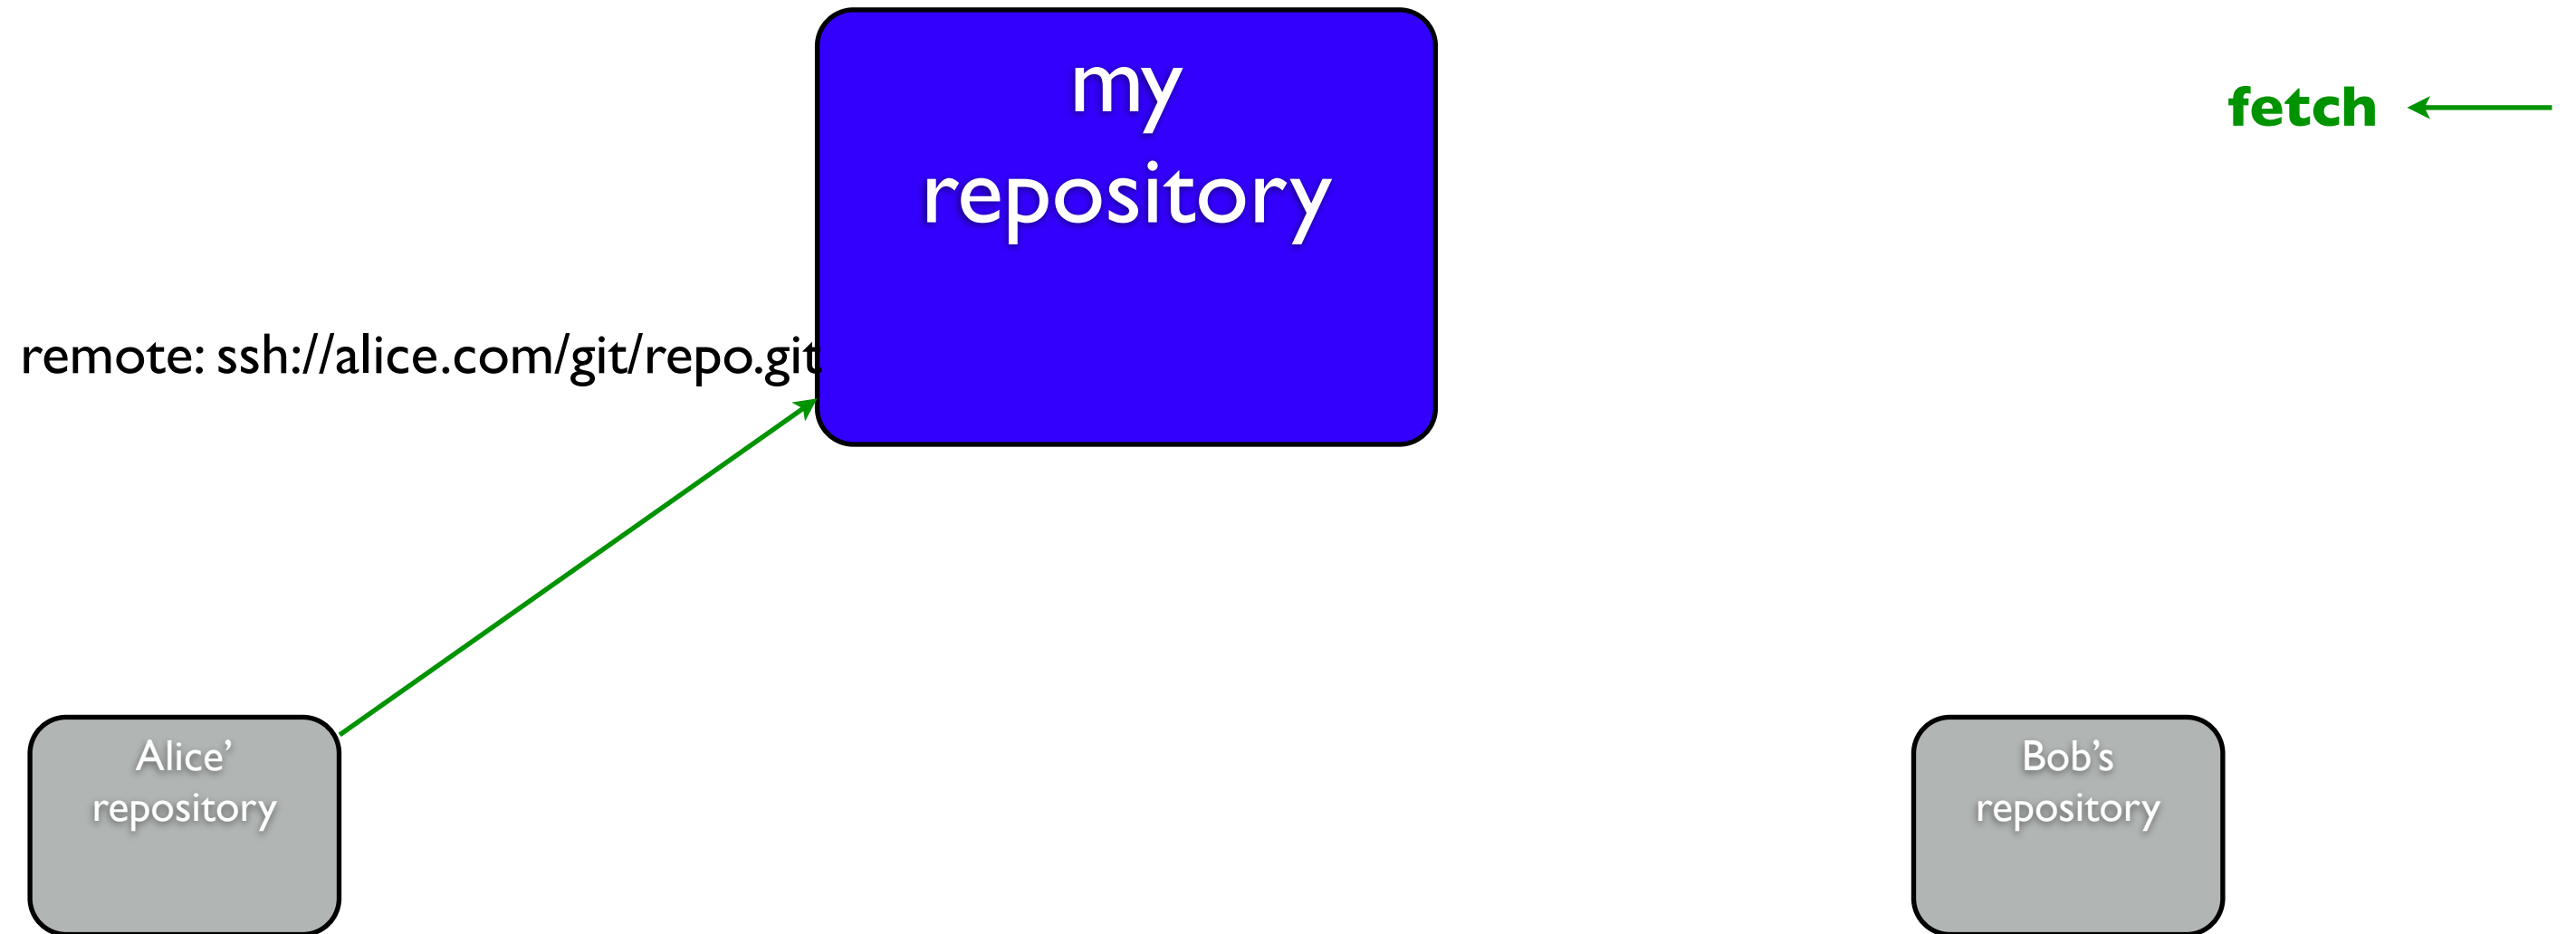 my
repository
fetch
remote: ssh://alice.com/git/repo.git
Alice’
repository
Bob’s
repository